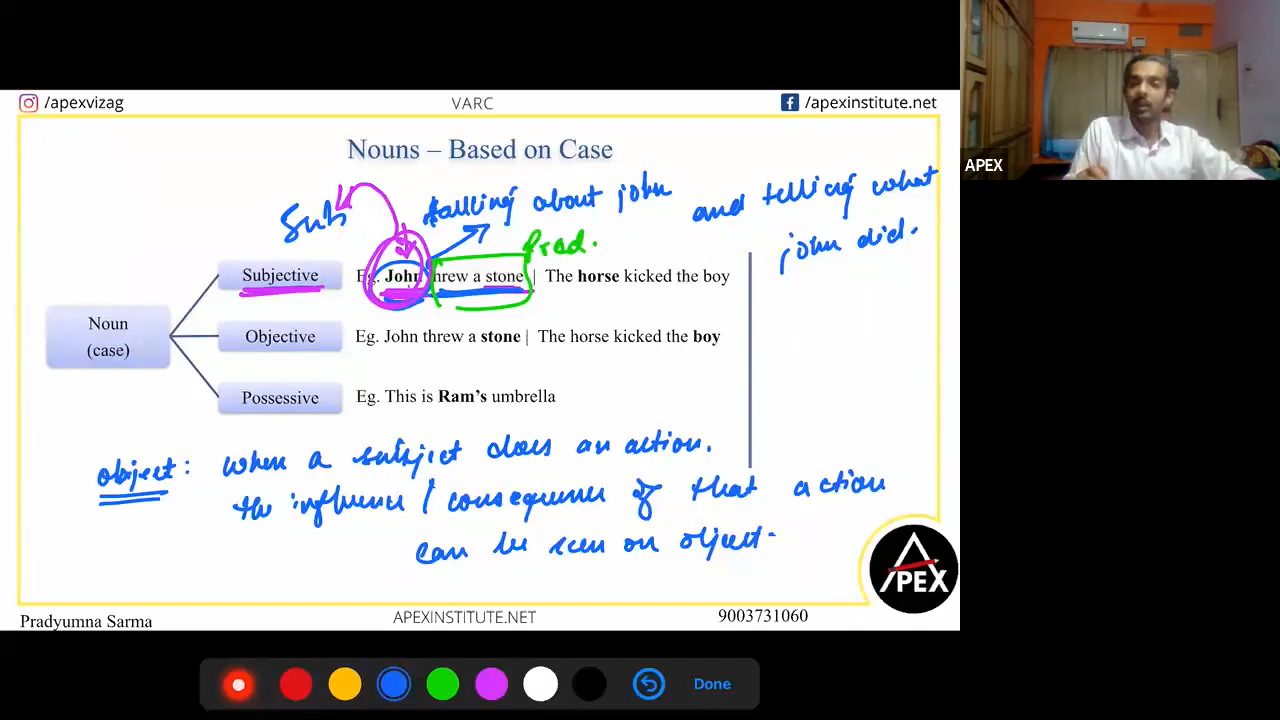 /apexvizag VARC /apexinstitute.net
Nouns – Based on Case
Sub talking about john and telling what
john did.
pred.
Subjective Eg. John threw a stone | The horse kicked the boy
Noun
(case)
Objective Eg. John threw a stone | The horse kicked the boy
Possessive Eg. This is Ram's umbrella
object: when a subject does an action.
the influence / consequence of that action
can be seen on object.
APEX
APEX
Pradyumna Sarma APEXINSTITUTE.NET 9003731060
Done